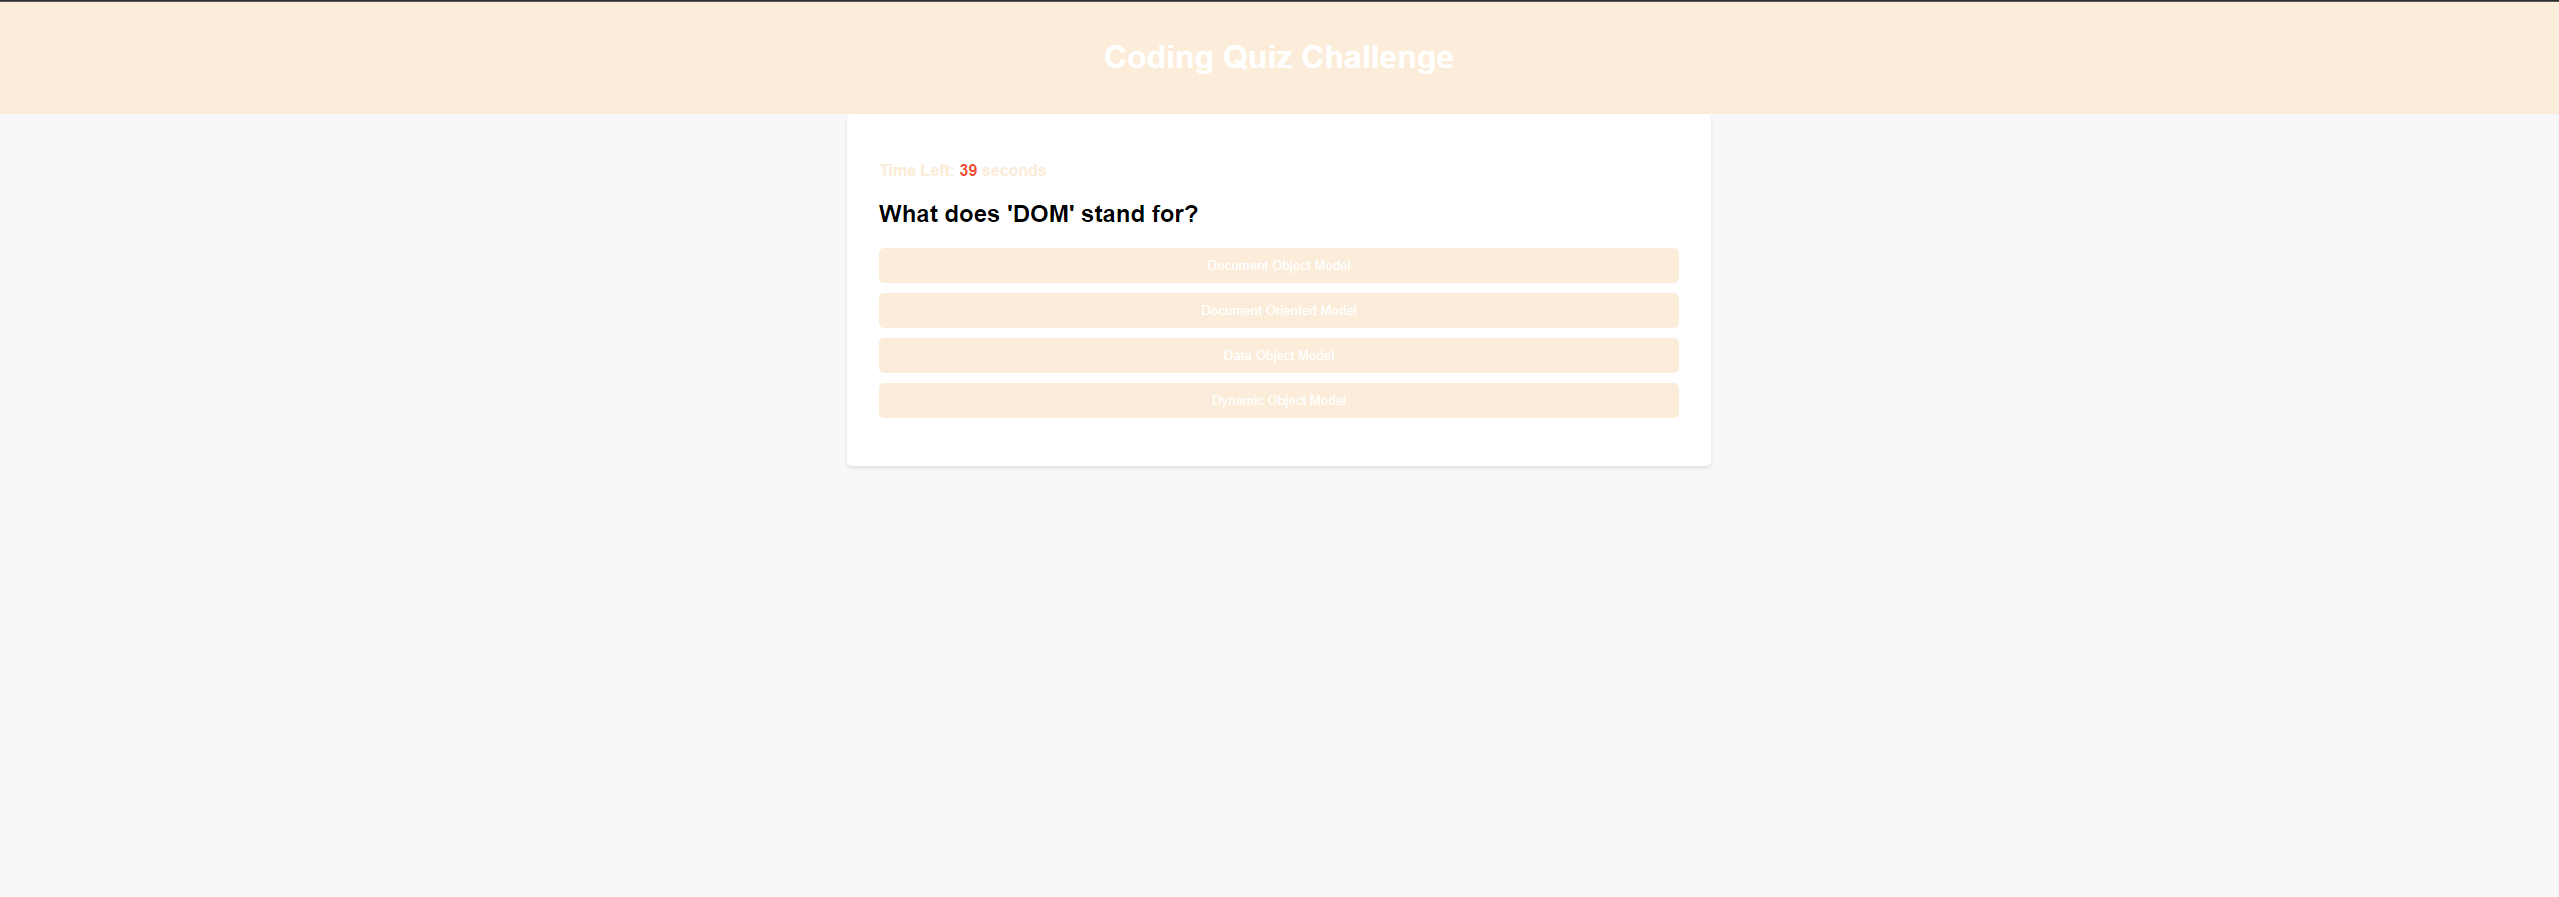 Coding Quiz Challenge
Time Left: 39 seconds
What does 'DOM' stand for?
Document Object Model
Document Oriented Model
Data Object Model
Dynamic Object Model